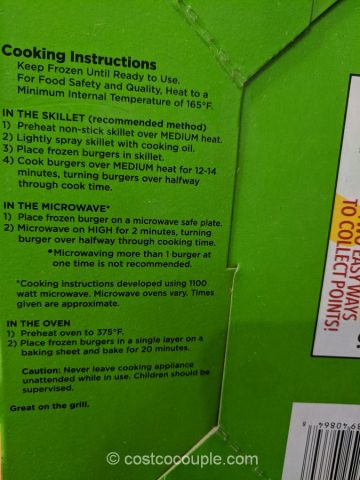 Cooking Instructions
Keep Frozen Until Ready to Use.
For Food Safety and Quality, Heat to a
Minimum Internal Temperature of 165°F.
IN THE SKILLET (recommended method)
1) Preheat non-stick skillet over MEDIUM heat.
2) Lightly spray skillet with cooking oil.
3) Place frozen burgers in skillet.
4) Cook burgers over MEDIUM heat for 12-14
minutes, turning burgers over halfway
through cook time.
IN THE MICROWAVE*
1) Place frozen burger on a microwave safe plate.
2) Microwave on HIGH for 2 minutes, turning
burger over halfway through cooking time.
*Microwaving more than 1 burger at
one time is not recommended.
*Cooking instructions developed using 1100
watt microwave. Microwave ovens vary. Times
given are approximate.
IN THE OVEN
1) Preheat oven to 375°F.
2) Place frozen burgers in a single layer on a
baking sheet and bake for 20 minutes.
Caution: Never leave cooking appliance
unattended while in use. Children should be
supervised.
Great on the grill.
EASY WAYS
TO COLLECT POINTS!
89 40864
© costcocouple.com